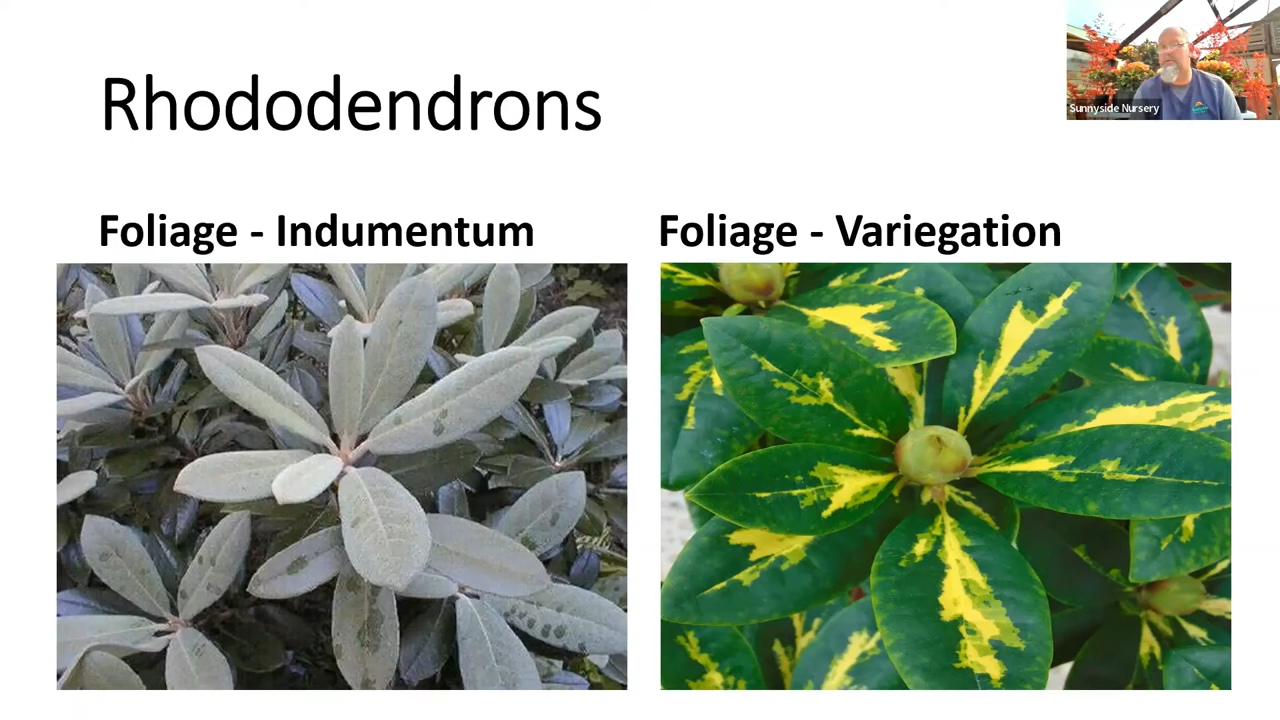 Rhododendrons
Sunnyside Nursery
Foliage - Indumentum
Foliage - Variegation